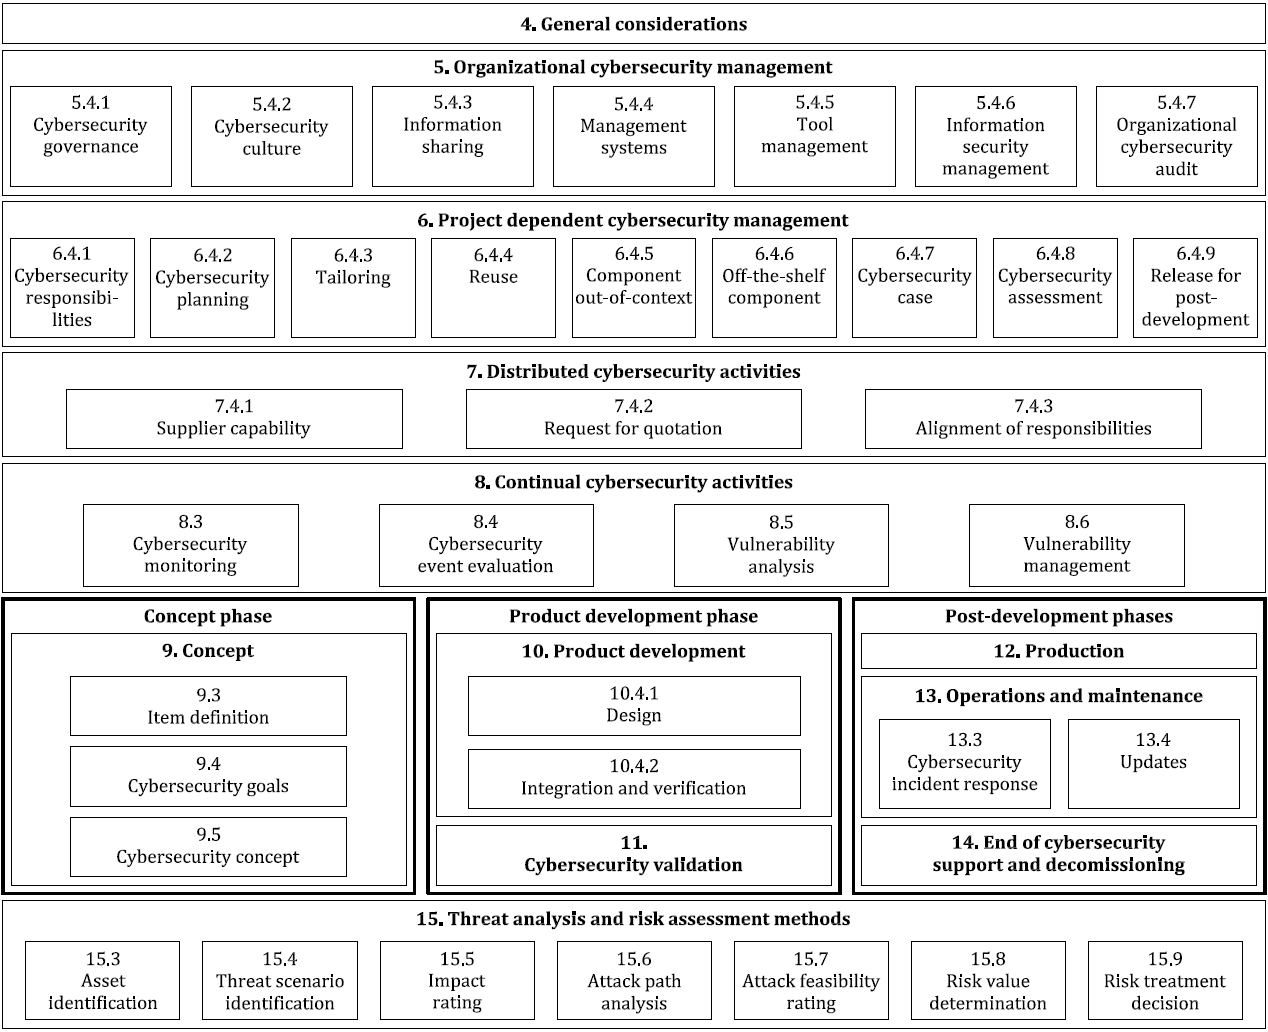 4. General considerations
5. Organizational cybersecurity management
5.4.1
Cybersecurity
governance
5.4.2
Cybersecurity
culture
5.4.3
Information
sharing
5.4.4
Management
systems
5.4.5
Tool
management
5.4.6
Information
security
management
5.4.7
Organizational
cybersecurity
audit
6. Project dependent cybersecurity management
6.4.1
Cybersecurity
responsibi-
lities
6.4.2
Cybersecurity
planning
6.4.3
Tailoring
6.4.4
Reuse
6.4.5
Component
out-of-context
6.4.6
Off-the-shelf
component
6.4.7
Cybersecurity
case
6.4.8
Cybersecurity
assessment
6.4.9
Release for
post-
development
7. Distributed cybersecurity activities
7.4.1
Supplier capability
7.4.2
Request for quotation
7.4.3
Alignment of responsibilities
8. Continual cybersecurity activities
8.3
Cybersecurity
monitoring
8.4
Cybersecurity
event evaluation
8.5
Vulnerability
analysis
8.6
Vulnerability
management
Concept phase
9. Concept
9.3
Item definition
9.4
Cybersecurity goals
9.5
Cybersecurity concept
Product development phase
10. Product development
10.4.1
Design
10.4.2
Integration and verification
11.
Cybersecurity validation
Post-development phases
12. Production
13. Operations and maintenance
13.3
Cybersecurity
incident response
13.4
Updates
14. End of cybersecurity
support and decomissioning
15. Threat analysis and risk assessment methods
15.3
Asset
identification
15.4
Threat scenario
identification
15.5
Impact
rating
15.6
Attack path
analysis
15.7
Attack feasibility
rating
15.8
Risk value
determination
15.9
Risk treatment
decision